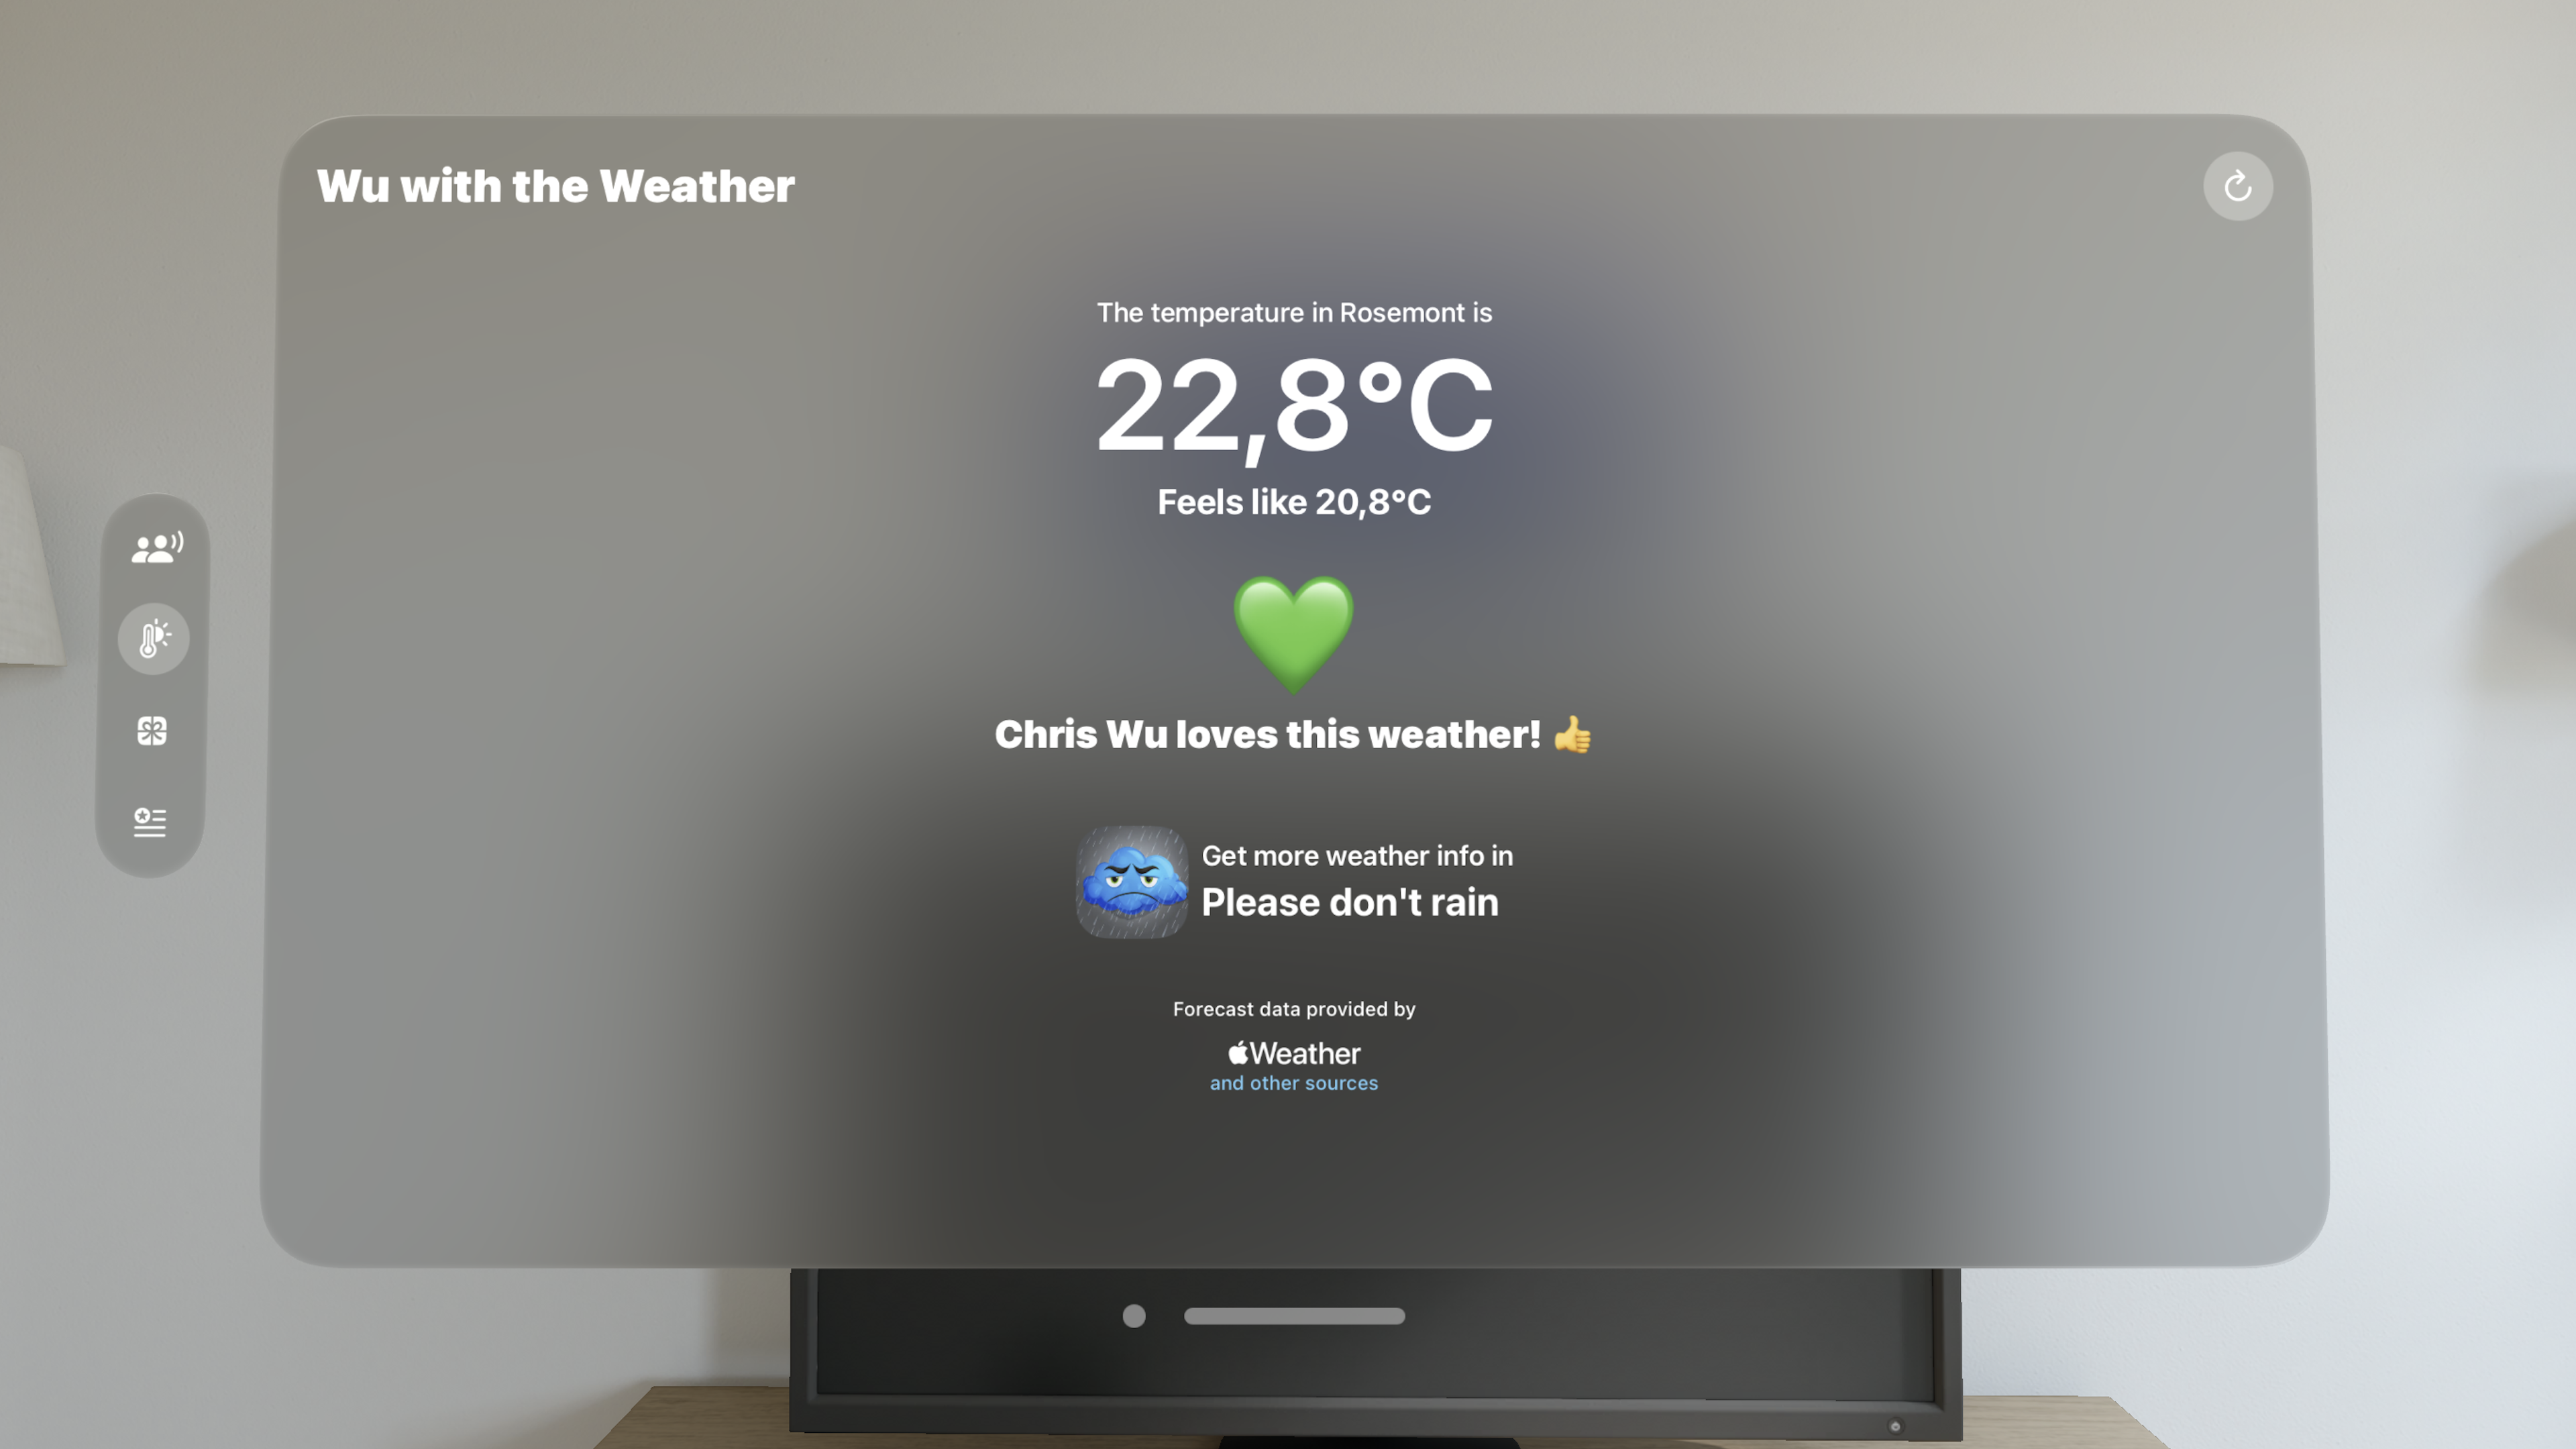 Wu with the Weather
The temperature in Rosemont is
22,8°C
Feels like 20,8°C
Chris Wu loves this weather! 👍
Get more weather info in
Please don't rain
Forecast data provided by
Weather
and other sources